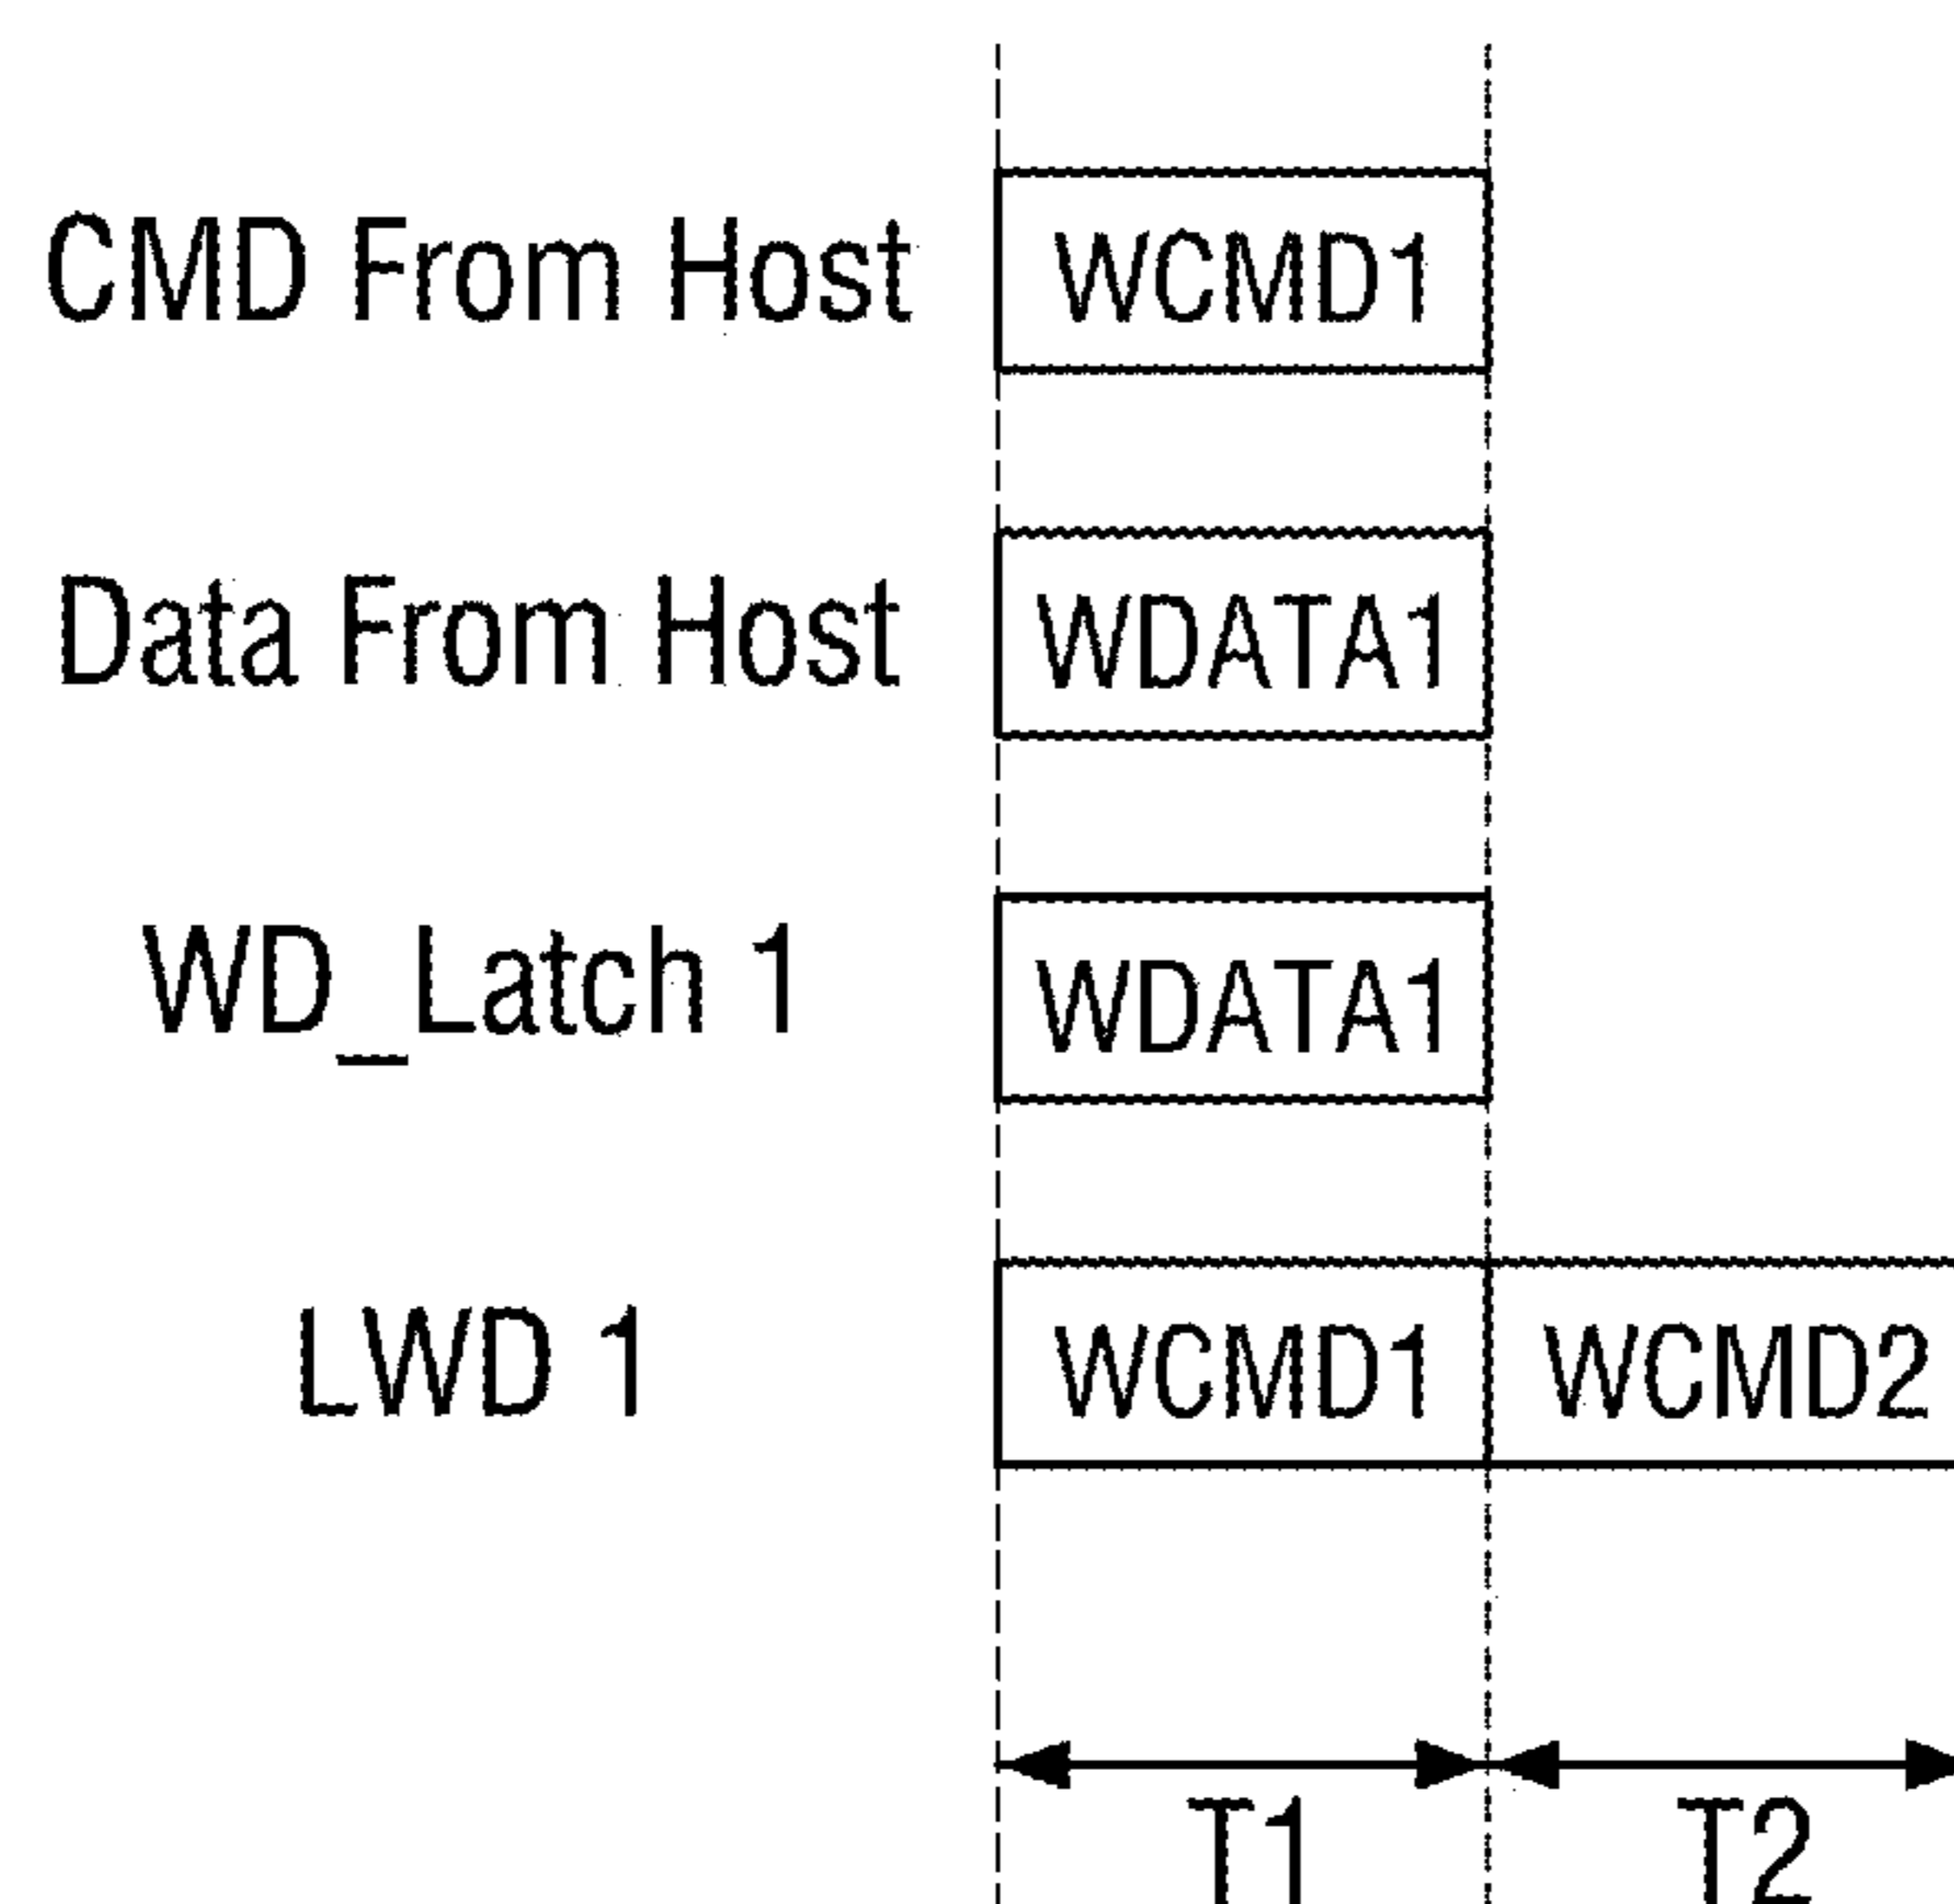 CMD From Host WCMD1
Data From Host WDATA1
WD_Latch 1 WDATA1
LWD 1 WCMD1 WCMD2
T1 T2